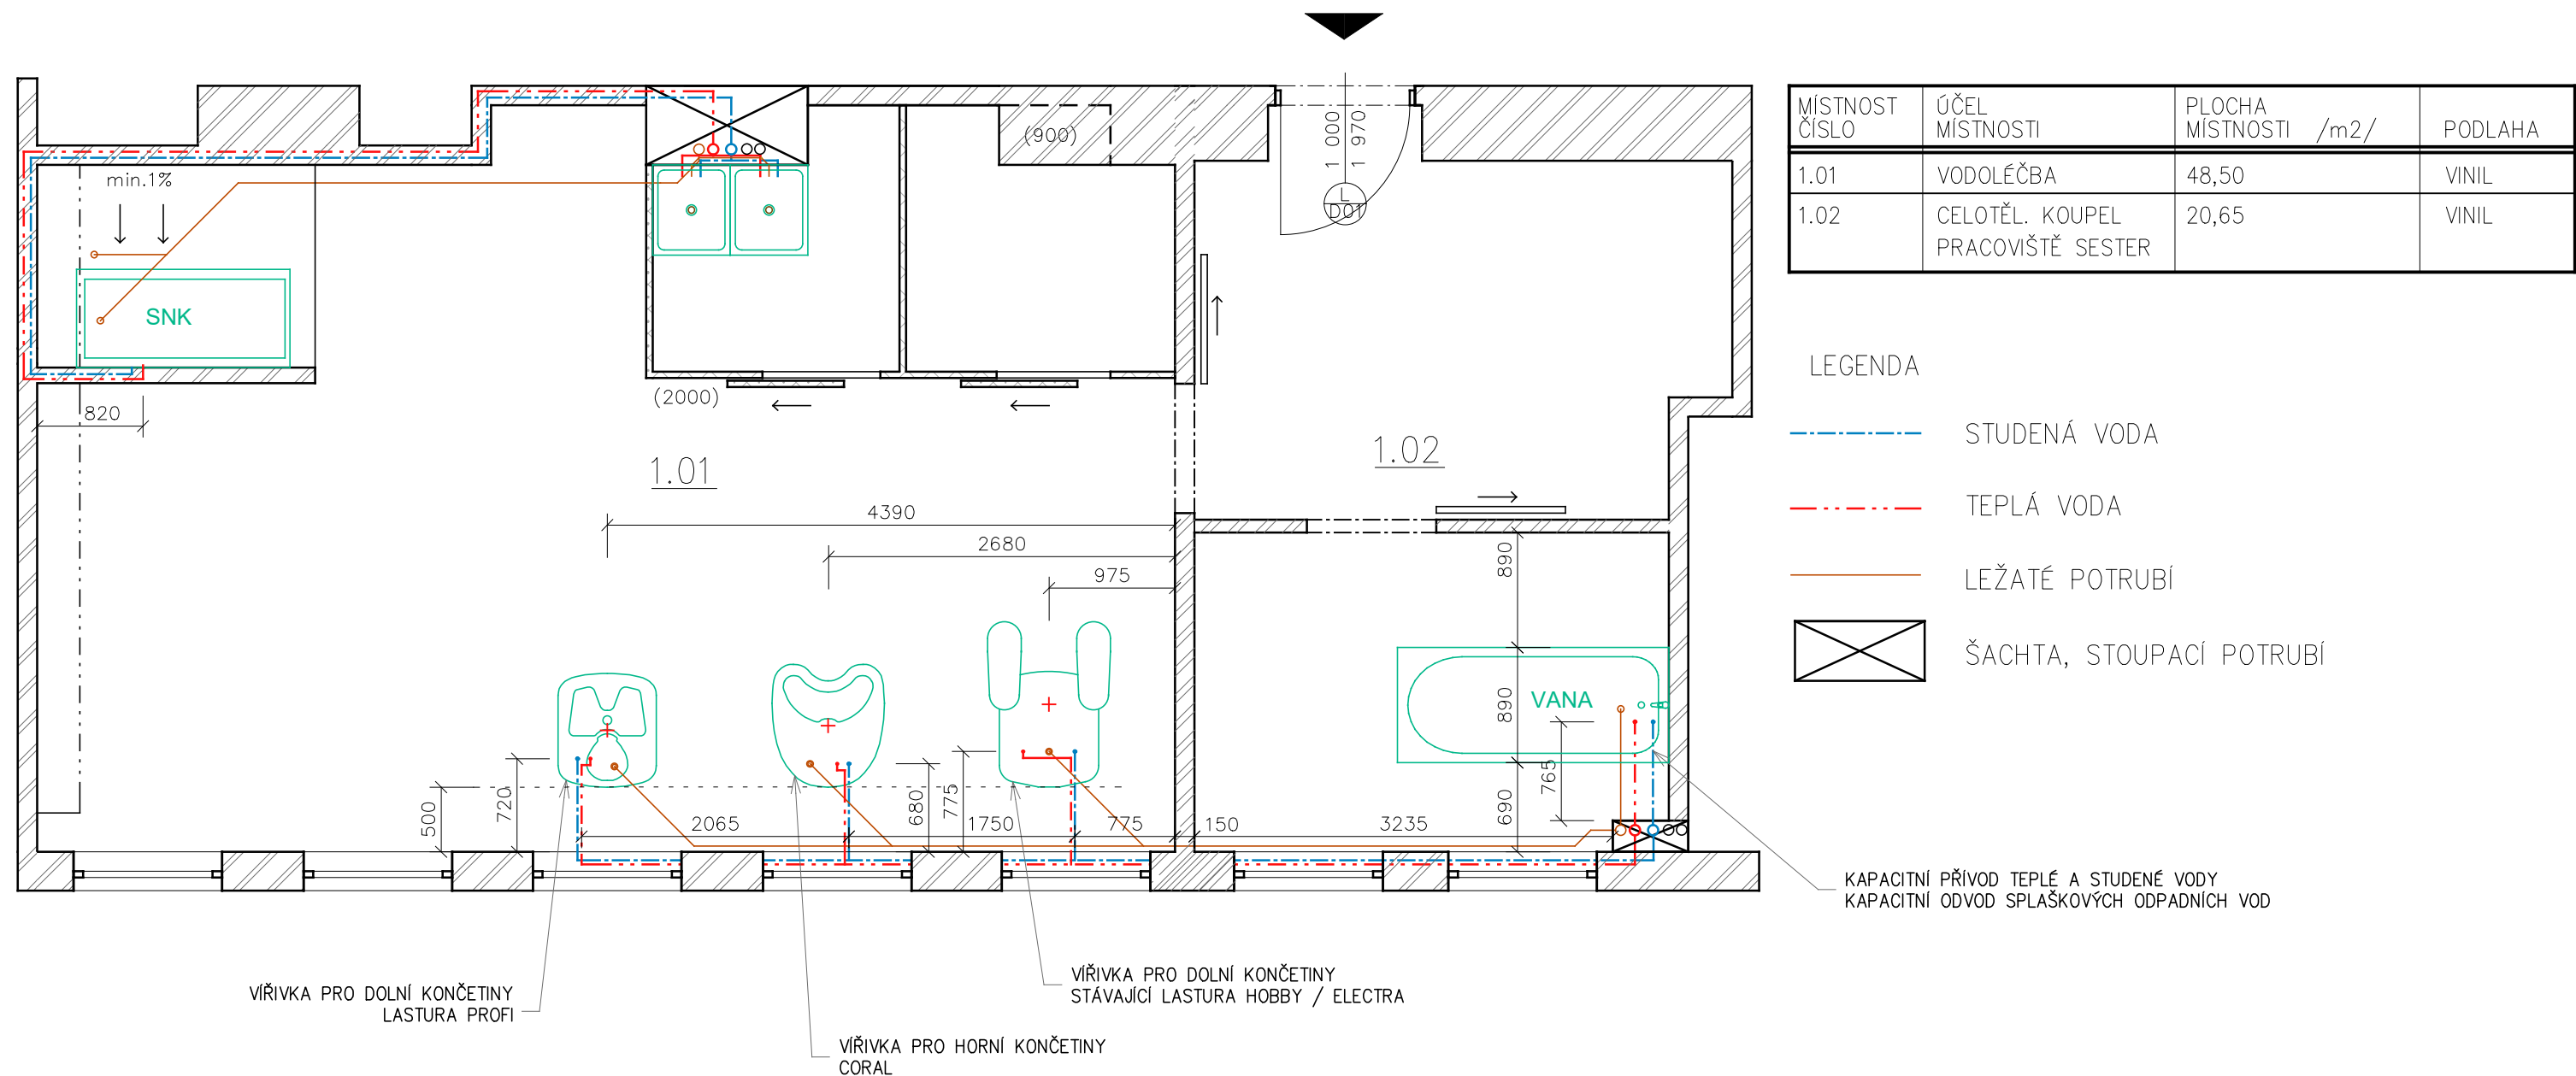 MÍSTNOST ČÍSLO
ÚČEL MÍSTNOSTI
PLOCHA MÍSTNOSTI /m2/
PODLAHA
1.01 VODOLÉČBA 48,50 VINIL
1.02 CELOTĚL. KOUPEL 20,65 VINIL
PRACOVIŠTĚ SESTER
LEGENDA
STUDENÁ VODA
TEPLÁ VODA
LEŽATÉ POTRUBÍ
ŠACHTA, STOUPACÍ POTRUBÍ
1 000
1 970
L
D01
(900)
min.1%
SNK
(2000)
820
1.01
1.02
4390
2680
975
890
890
690
VANA
765
500
720
2065
680
775
1750
775
150
3235
KAPACITNÍ PŘÍVOD TEPLÉ A STUDENÉ VODY
KAPACITNÍ ODVOD SPLAŠKOVÝCH ODPADNÍCH VOD
VÍŘIVKA PRO DOLNÍ KONČETINY
LASTURA PROFI
VÍŘIVKA PRO DOLNÍ KONČETINY
STÁVAJÍCÍ LASTURA HOBBY / ELECTRA
VÍŘIVKA PRO HORNÍ KONČETINY
CORAL